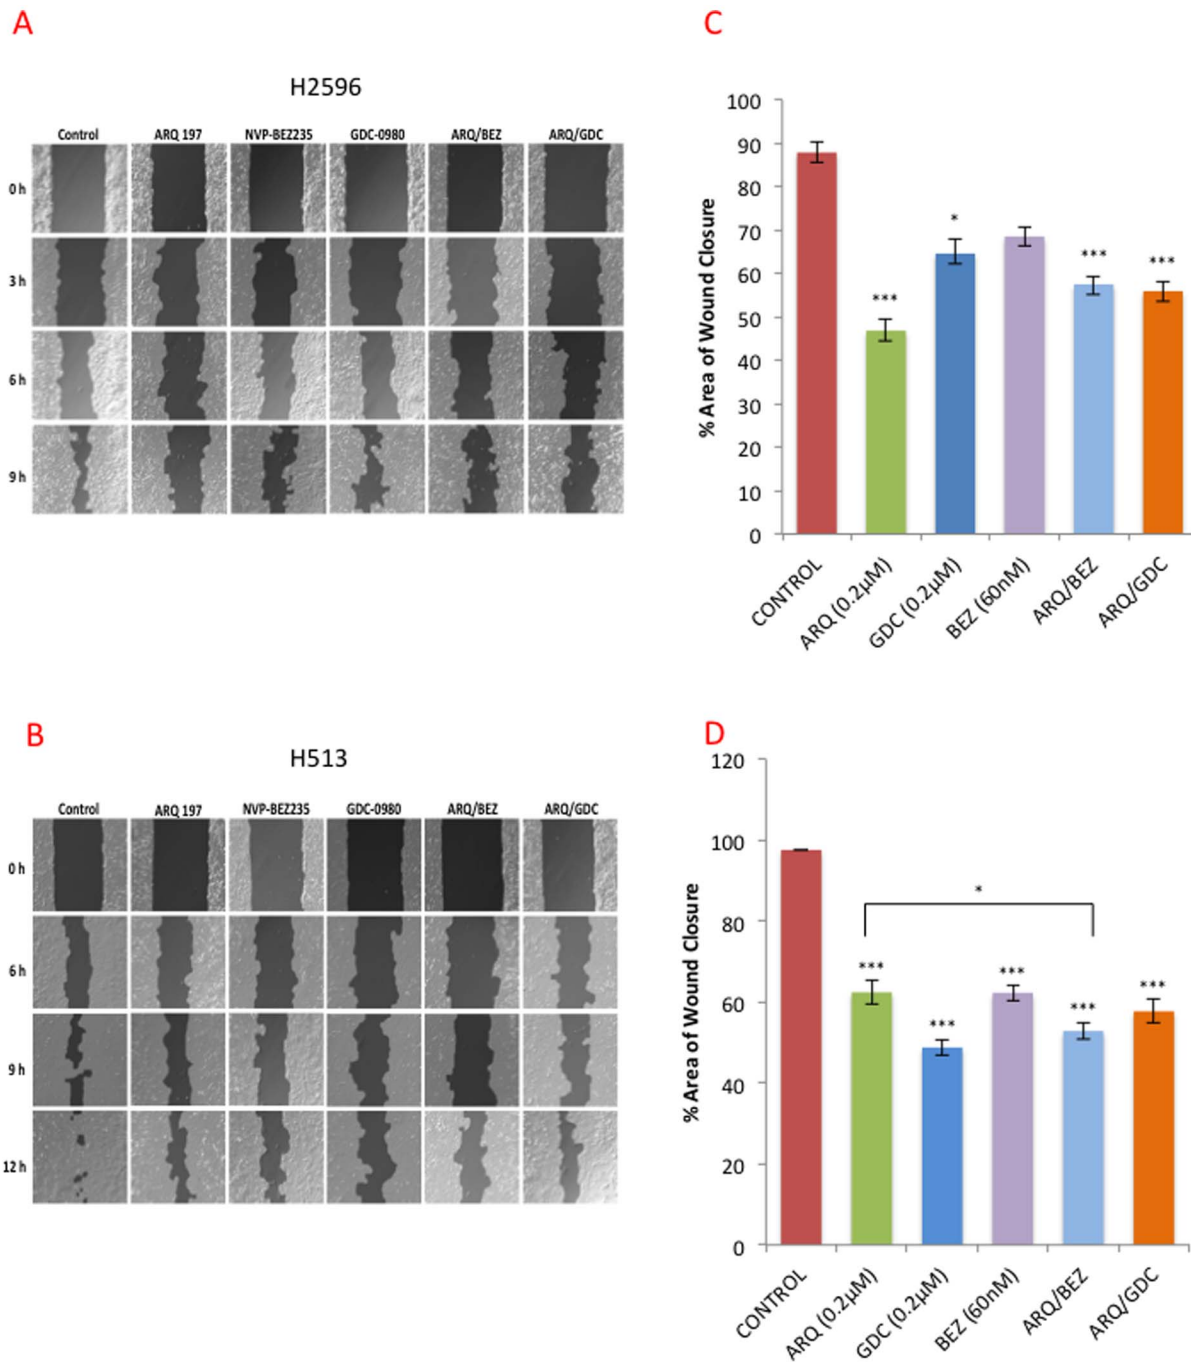 A
H2596
Control ARQ 197 NVP-BEZ235 GDC-0980 ARQ/BEZ ARQ/GDC
0 h
3 h
6 h
9 h
C
% Area of Wound Closure
100
90
80
70
60
50
40
30
20
10
0
***
*
***
***
CONTROL
ARQ (0.2µM)
GDC (0.2µM)
BEZ (60nM)
ARQ/BEZ
ARQ/GDC
B
H513
Control ARQ 197 NVP-BEZ235 GDC-0980 ARQ/BEZ ARQ/GDC
0 h
6 h
9 h
12 h
D
% Area of Wound Closure
120
100
80
60
40
20
0
*
***
***
***
***
***
CONTROL
ARQ (0.2µM)
GDC (0.2µM)
BEZ (60nM)
ARQ/BEZ
ARQ/GDC